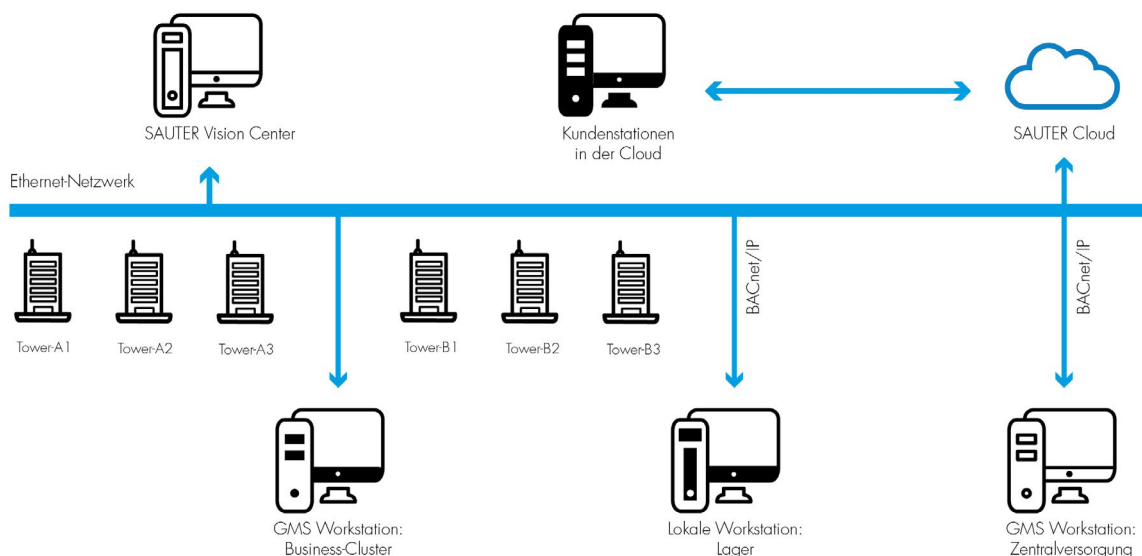 SAUTER Vision Center
Kundenstationen
in der Cloud
SAUTER Cloud
Ethernet-Netzwerk
BACnet/IP
BACnet/IP
Tower-A1
Tower-A2
Tower-A3
Tower-B1
Tower-B2
Tower-B3
GMS Workstation:
Business-Cluster
Lokale Workstation:
Lager
GMS Workstation:
Zentralversorgung